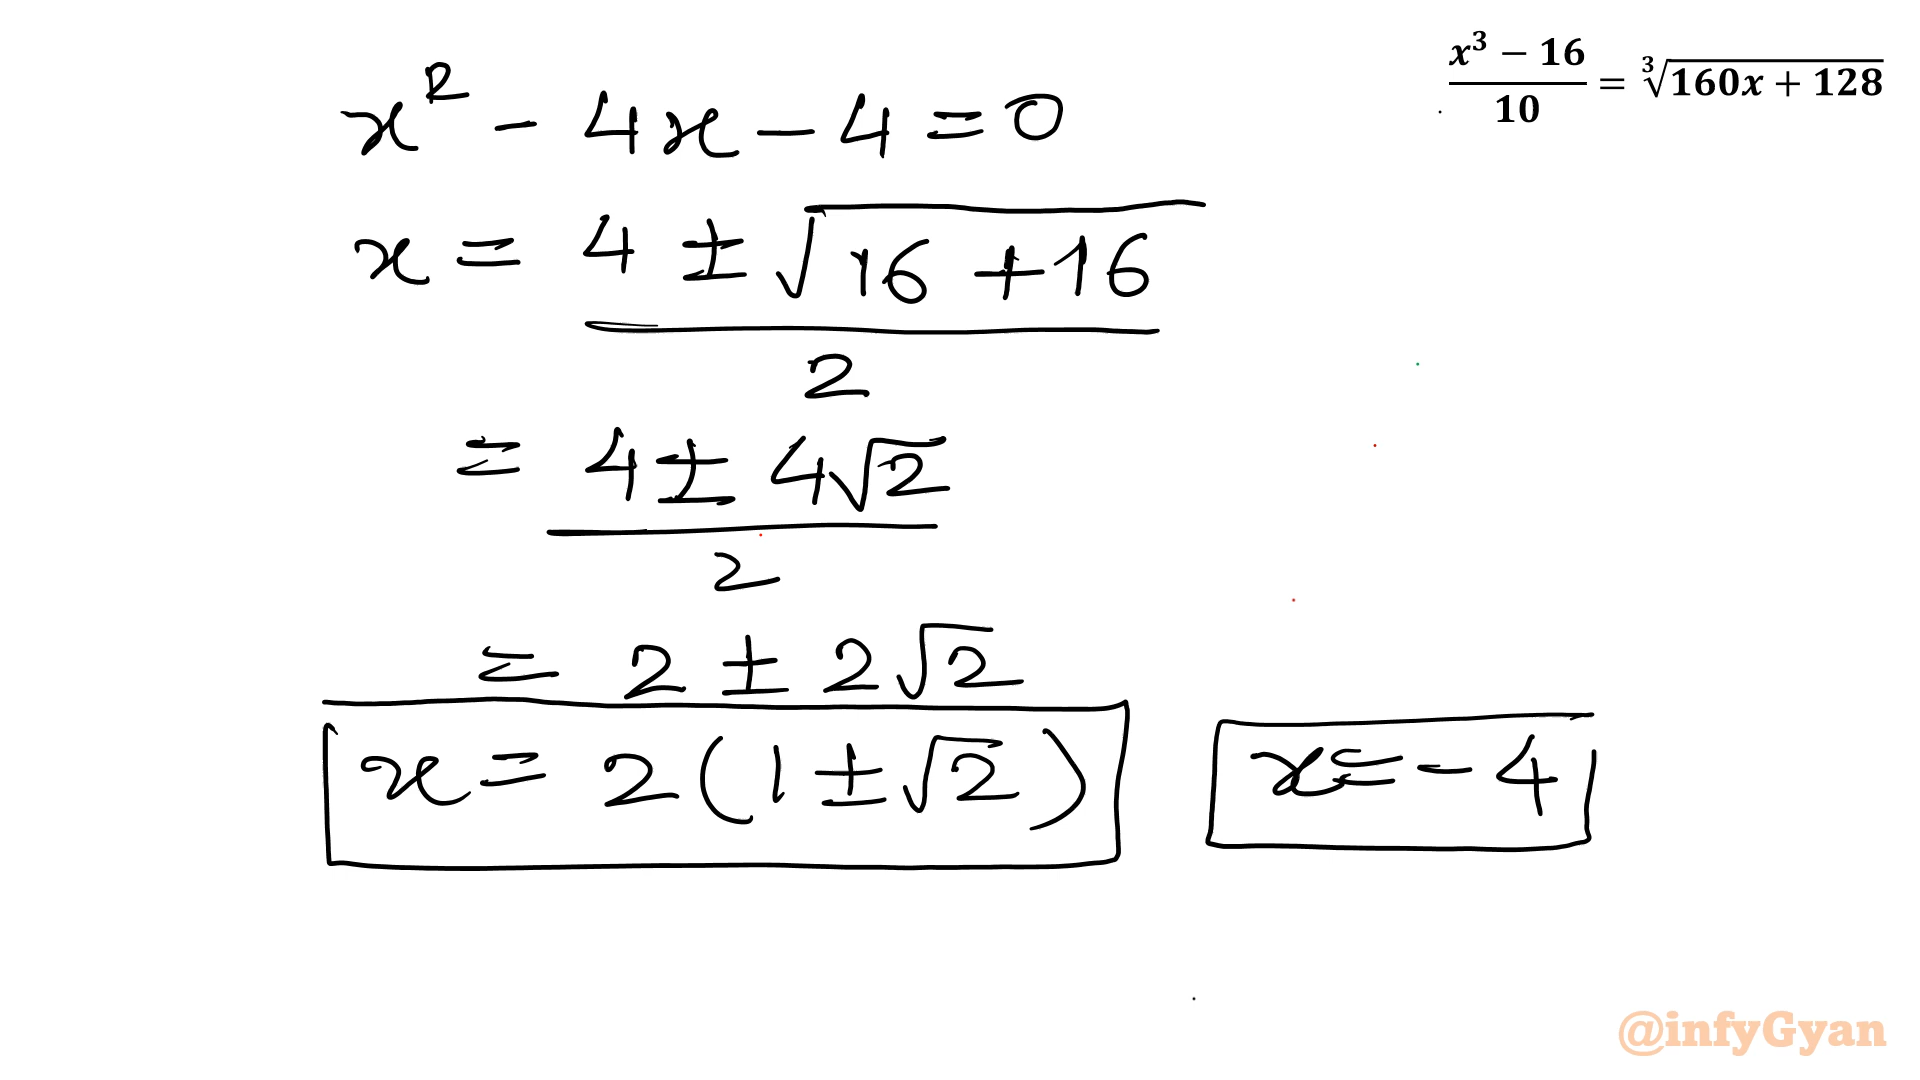 x³ − 16 / 10 = ∛(160x + 128)
x² - 4x - 4 = 0
x = 4 ± √(16 + 16) / 2
= 4 ± 4√2 / 2
= 2 ± 2√2
x = 2(1 ± √2)
x = -4
@infyGyan